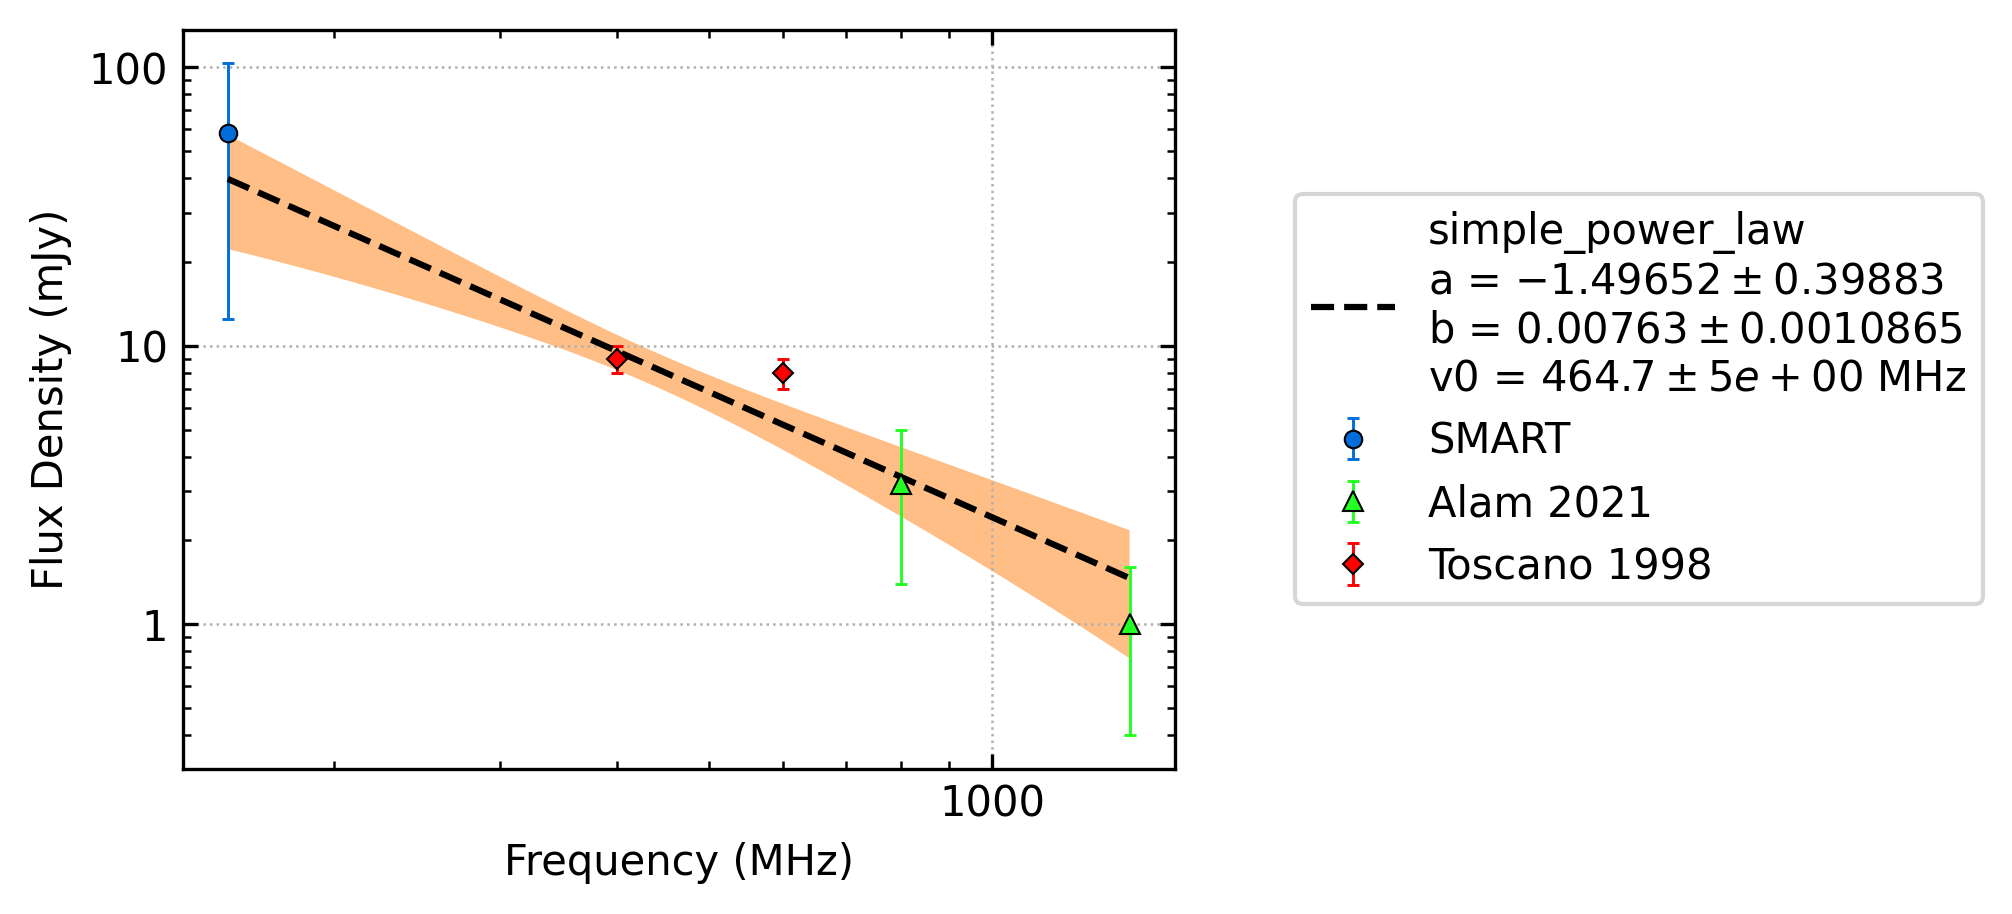 100
10
1
Flux Density (mJy)
1000
Frequency (MHz)
simple_power_law
a = −1.49652 ± 0.39883
b = 0.00763 ± 0.0010865
v0 = 464.7 ± 5e + 00 MHz
SMART
Alam 2021
Toscano 1998